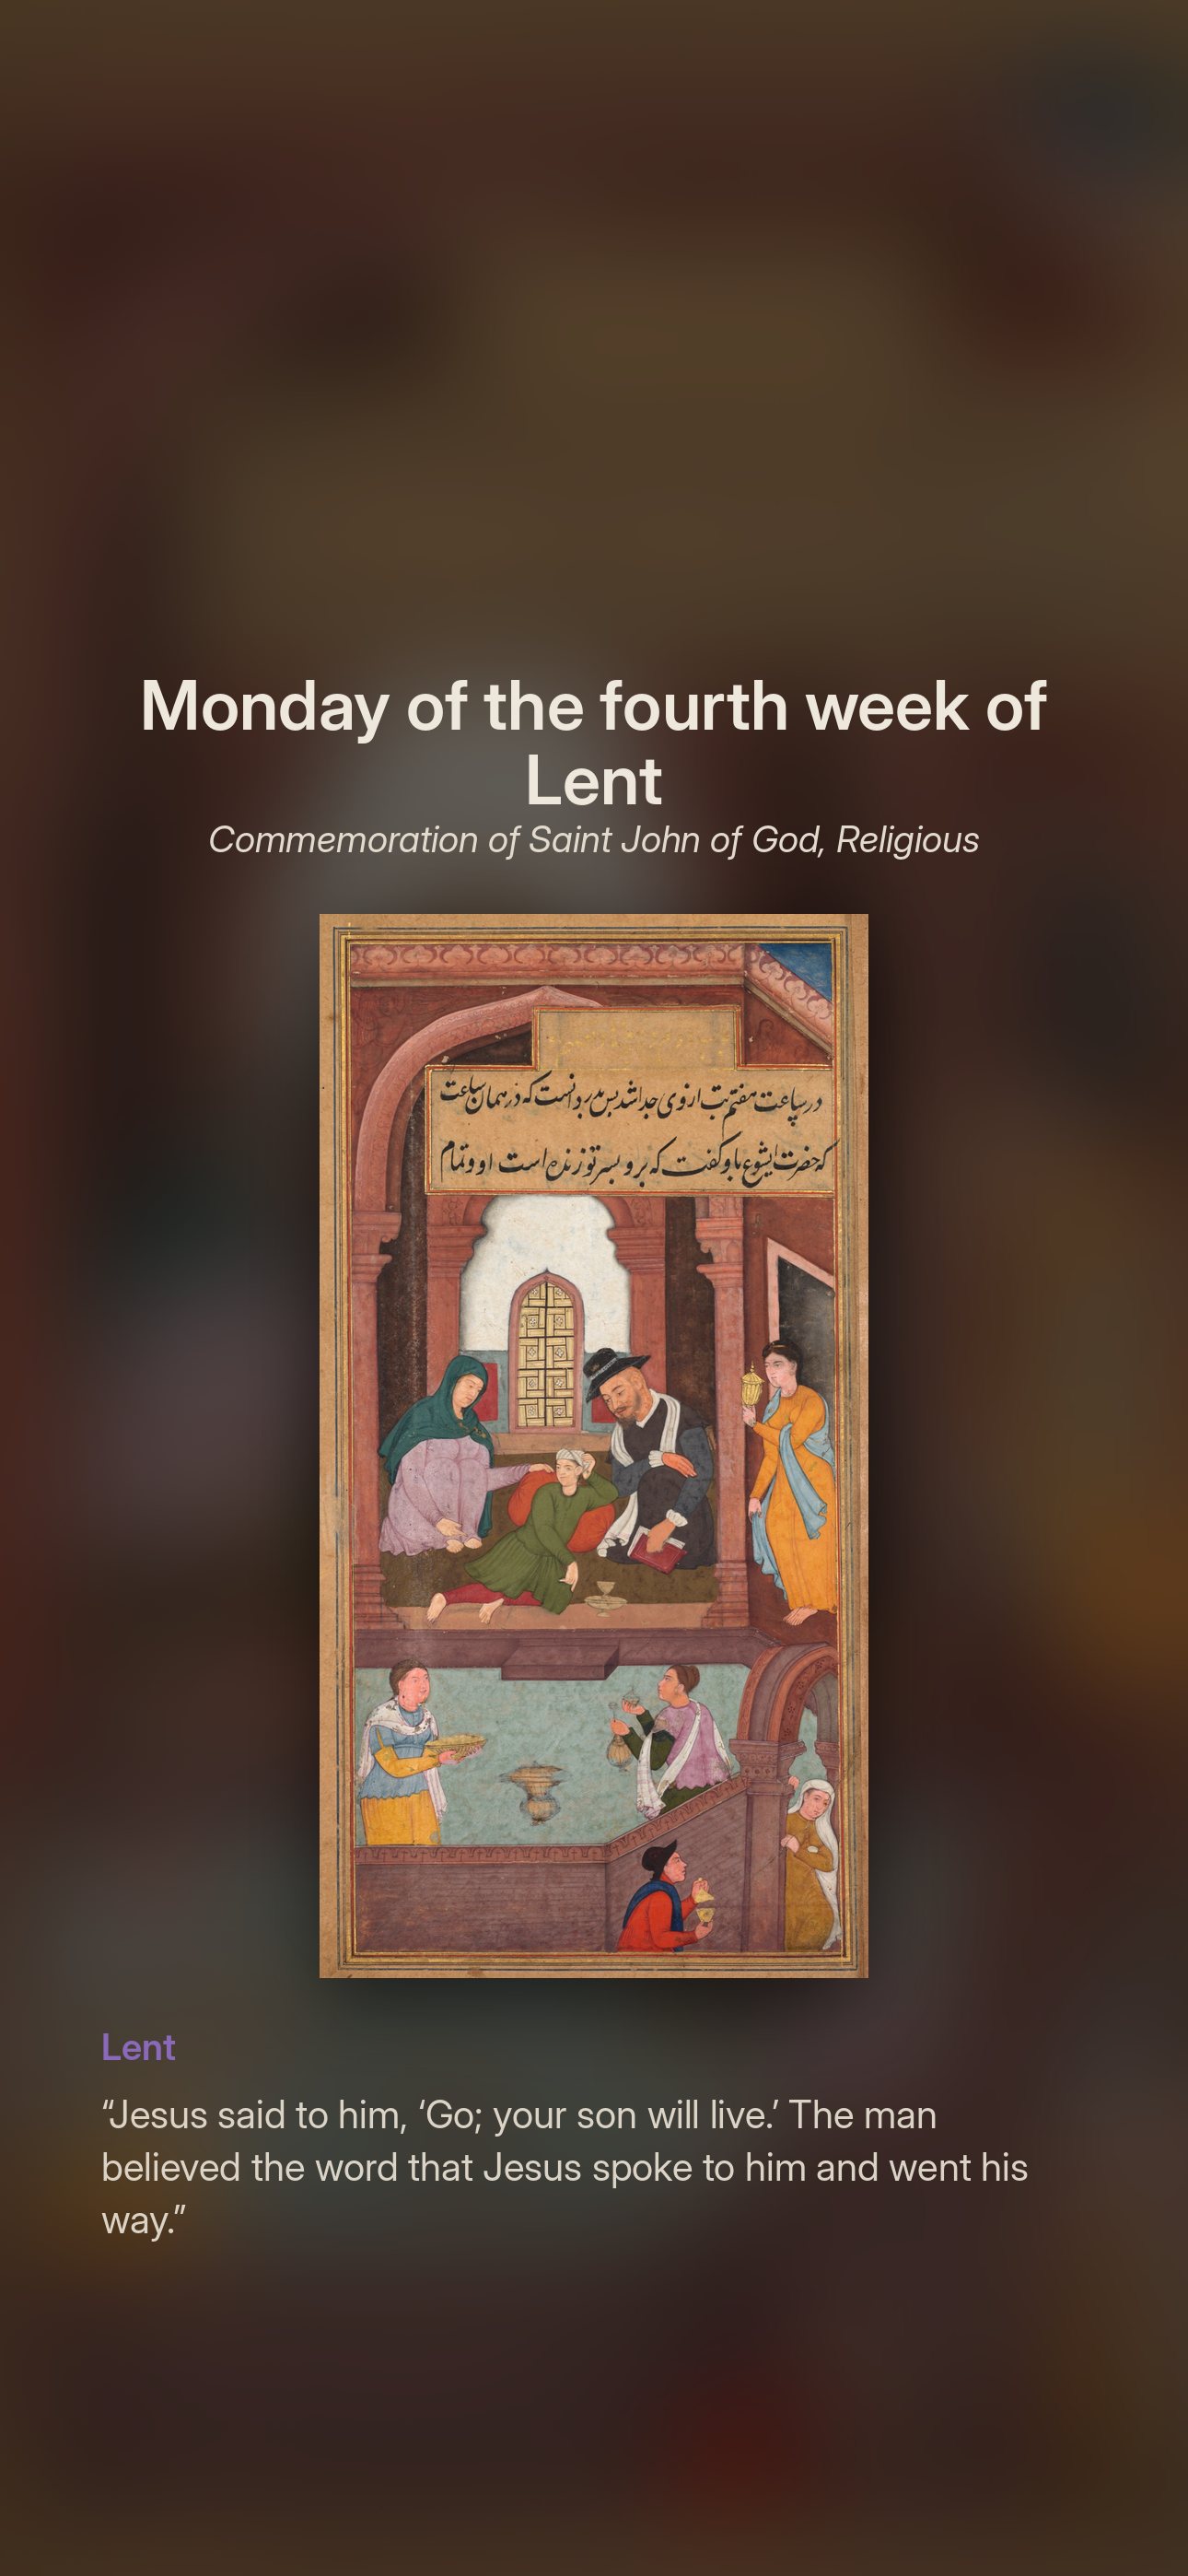 Monday of the fourth week of
Lent
Commemoration of Saint John of God, Religious
در ساعت هفتم تب از وی جدا شد پس پدر دانست که در همان ساعت
که حضرت ایشوع باو گفت که برو پسر تو زنده است او و تمام
Lent
“Jesus said to him, ‘Go; your son will live.’ The man
believed the word that Jesus spoke to him and went his
way.”